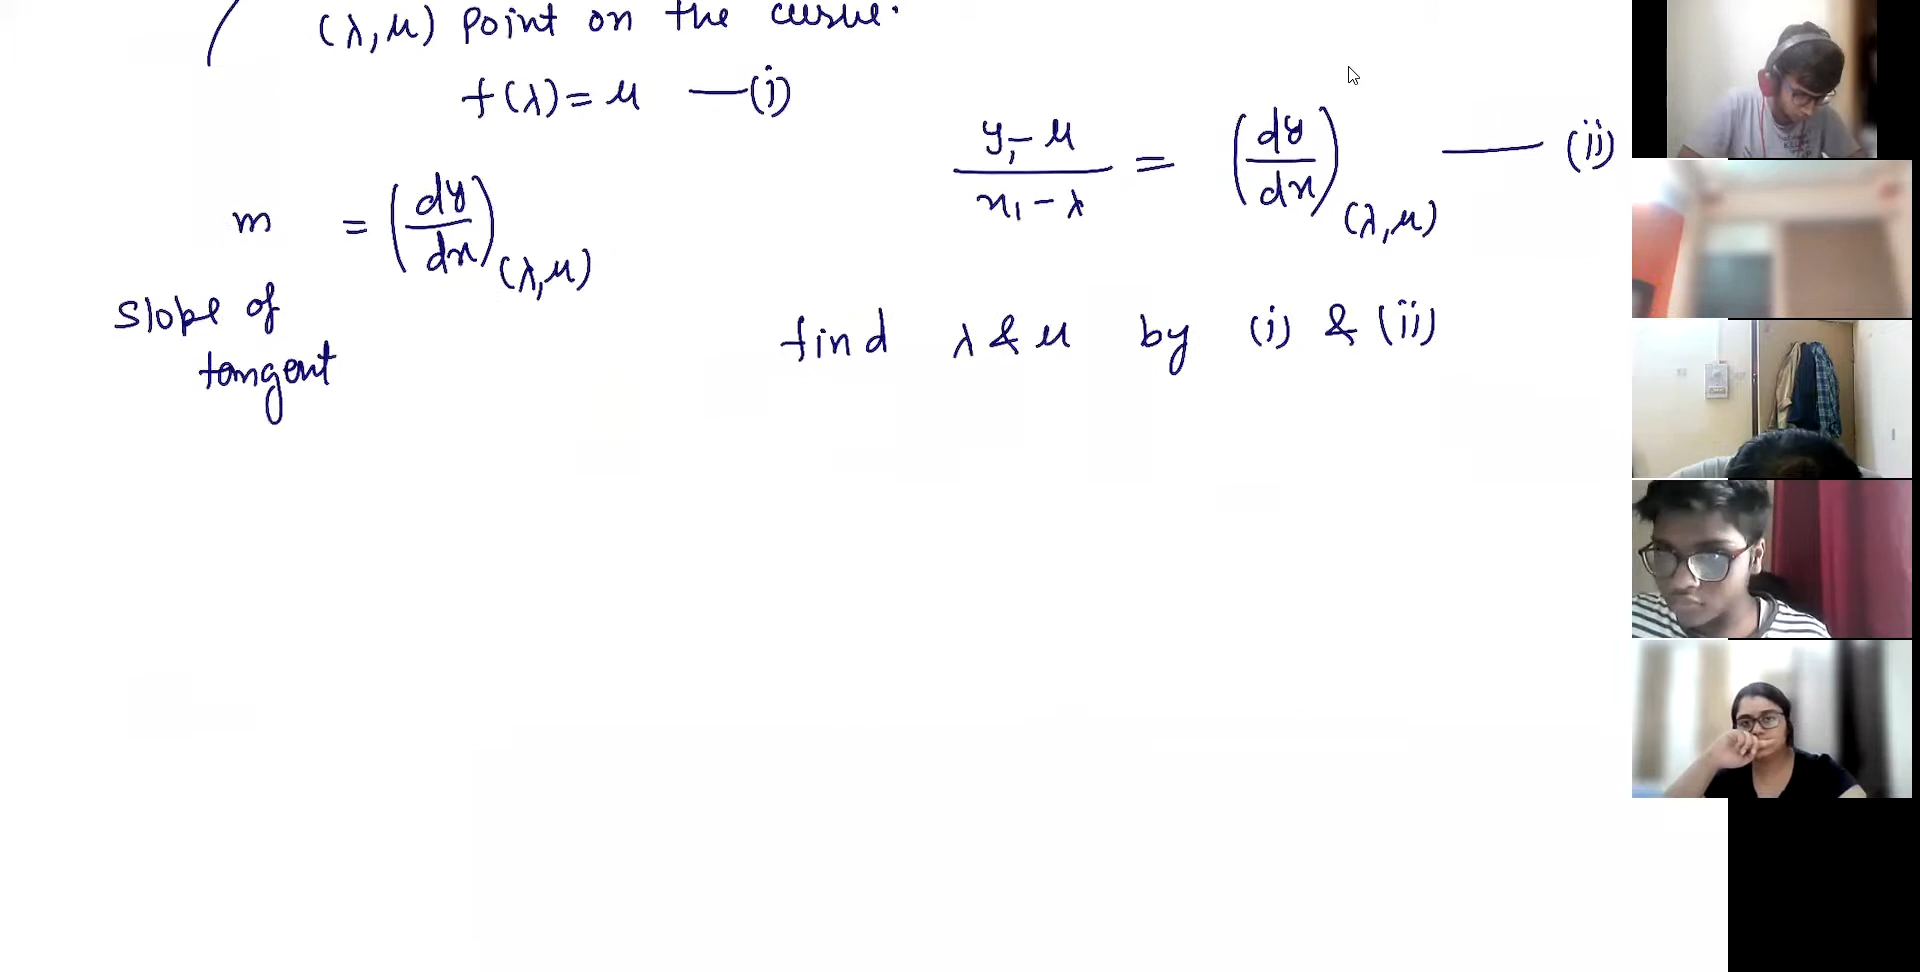 (λ,μ) point on the curve.
f(λ)=μ —(i)
m = (dy/dx)(λ,μ)
slope of
tangent
(y₁-μ)/(x₁-λ) = (dy/dx)(λ,μ) — (ii)
find λ & μ by (i) & (ii)